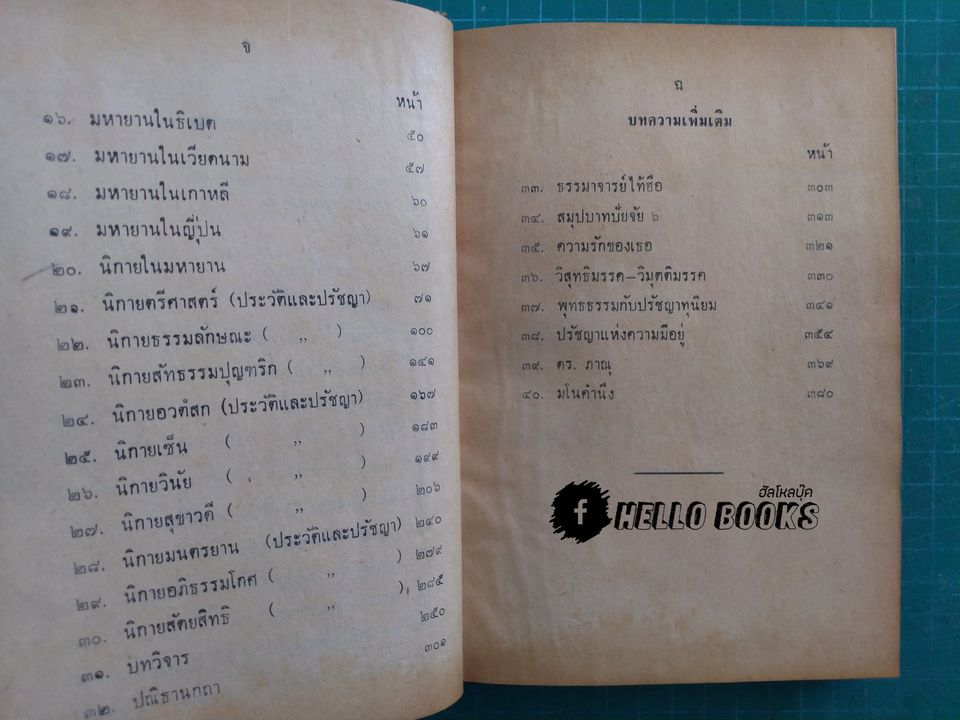 จ
หน้า
๑๖. มหายานในธิเบต ๕๐
๑๗. มหายานในเวียดนาม ๕๗
๑๘. มหายานในเกาหลี ๖๐
๑๙. มหายานในญี่ปุ่น ๖๑
๒๐. นิกายในมหายาน ๖๗
๒๑. นิกายตรีศาสตร์ (ประวัติและปรัชญา) ๗๑
๒๒. นิกายธรรมลักษณะ ( ,, ) ๑๐๐
๒๓. นิกายสัทธรรมปุญฑริก ( ,, ) ๑๔๑
๒๔. นิกายอวตํสก (ประวัติและปรัชญา) ๑๖๗
๒๕. นิกายเซ็น ( ,, ) ๑๘๓
๒๖. นิกายวินัย ( ,, ) ๑๙๙
๒๗. นิกายสุขาวดี ( ,, ) ๒๐๖
๒๘. นิกายมนตรยาน (ประวัติและปรัชญา) ๒๔๐
๒๙. นิกายอภิธรรมโกศ ( ,, ) ๒๗๙
๓๐. นิกายสัตยสิทธิ ( ,, ), ๒๘๕
๓๑. บทวิจาร ๒๕๐
๓๒. ปณิธานกถา ๓๐๑
ฉ
บทความเพิ่มเติม
หน้า
๓๓. ธรรมาจารย์ไท้ฮือ ๓๐๓
๓๔. สมุปบาทปัยจัย ๖ ๓๑๓
๓๕. ความรักของเธอ ๓๒๑
๓๖. วิสุทธิมรรค–วิมุตติมรรค ๓๓๐
๓๗. พุทธธรรมกับปรัชญาทุนิยม ๓๔๑
๓๘. ปรัชญาแห่งความมีอยู่ ๓๕๔
๓๙. ดร. ภาณุ ๓๖๙
๔๐. มโนคำนึง ๓๘๐
ฮัลโหลบุ๊ค
f HELLO BOOKS